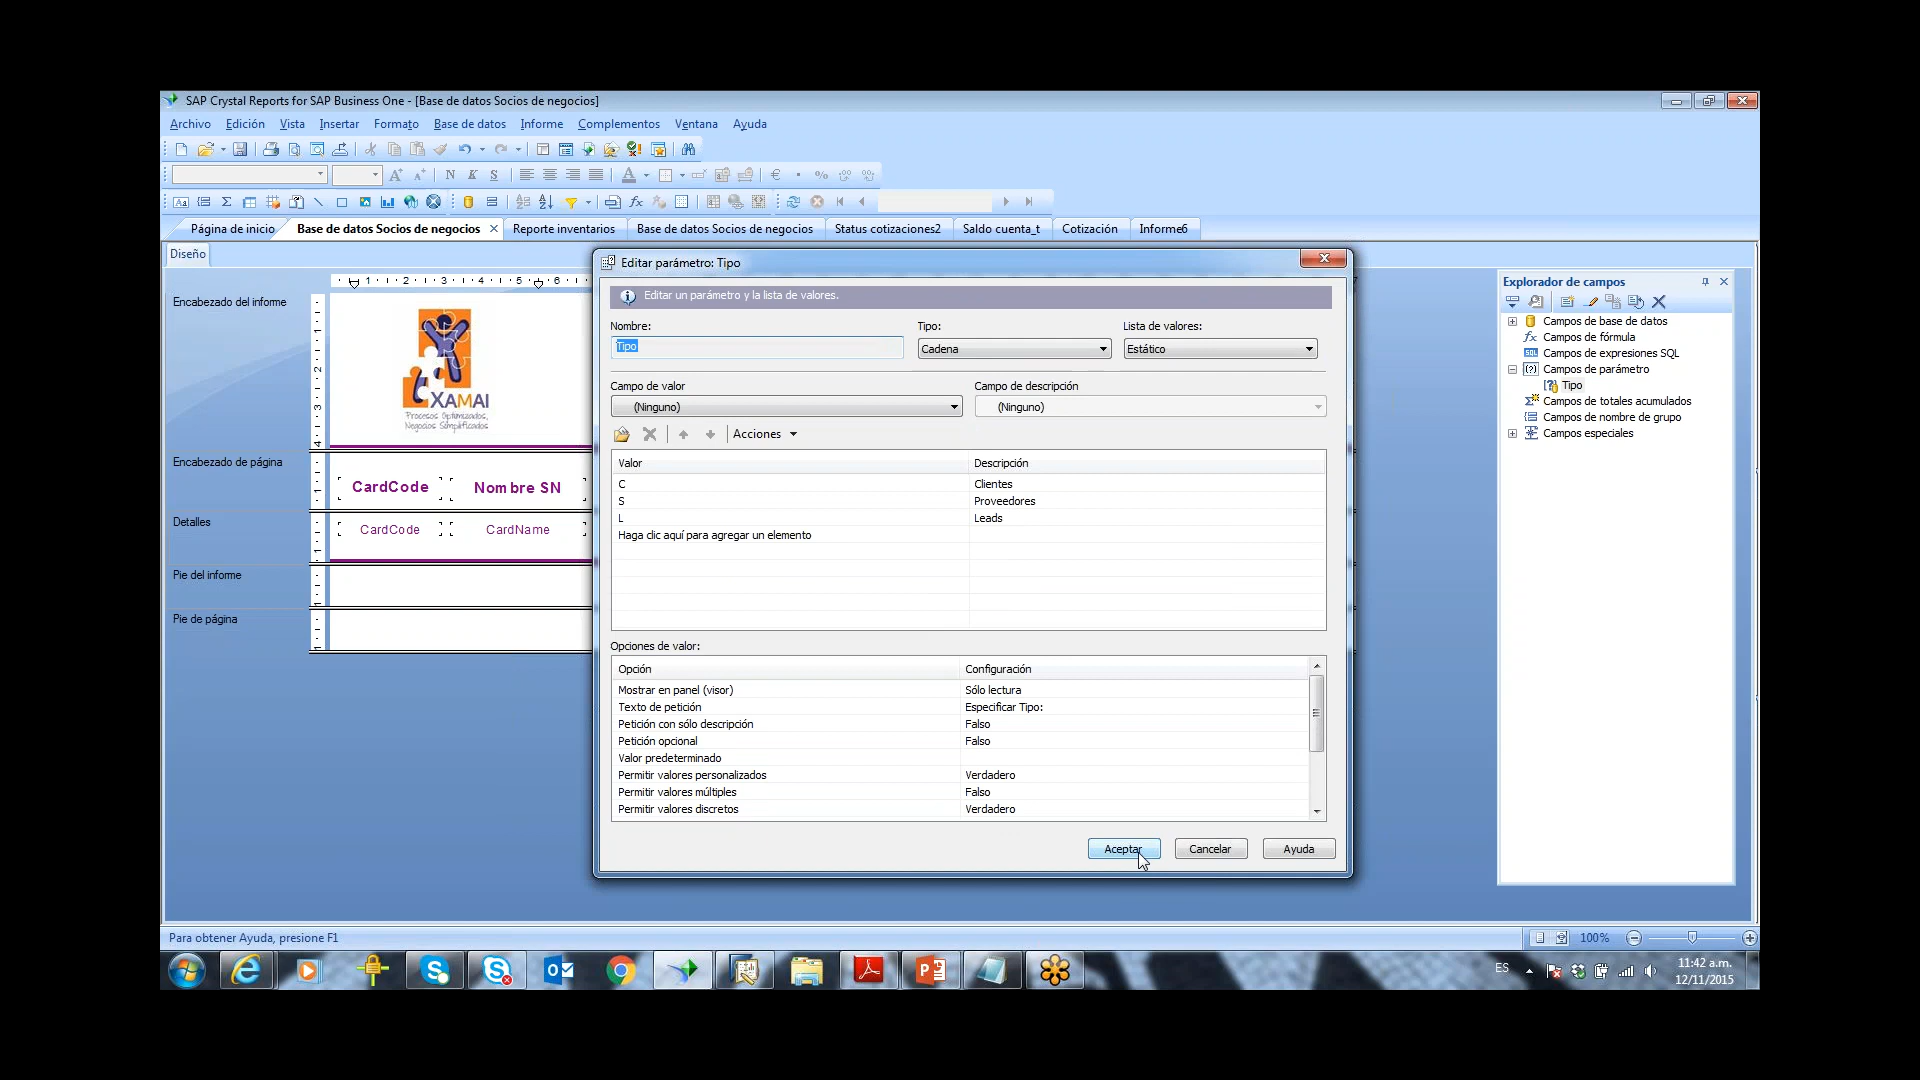 SAP Crystal Reports for SAP Business One - [Base de datos Socios de negocios]
Archivo Edición Vista Insertar Formato Base de datos Informe Complementos Ventana Ayuda
Página de inicio Base de datos Socios de negocios Reporte inventarios Base de datos Socios de negocios Status cotizaciones2 Saldo cuenta_t Cotización Informe6
Diseño
Encabezado del informe
XAMAI
Procesos Optimizados,
Negocios Simplificados
Encabezado de página
CardCode Nombre SN
Detalles
CardCode CardName
Pie del informe
Pie de página
Editar parámetro: Tipo
Editar un parámetro y la lista de valores.
Nombre: Tipo: Lista de valores:
Tipo Cadena Estático
Campo de valor Campo de descripción
(Ninguno) (Ninguno)
Acciones
Valor Descripción
C Clientes
S Proveedores
L Leads
Haga clic aquí para agregar un elemento
Opciones de valor:
Opción Configuración
Mostrar en panel (visor) Sólo lectura
Texto de petición Especificar Tipo:
Petición con sólo descripción Falso
Petición opcional Falso
Valor predeterminado
Permitir valores personalizados Verdadero
Permitir valores múltiples Falso
Permitir valores discretos Verdadero
Aceptar Cancelar Ayuda
Explorador de campos
Campos de base de datos
Campos de fórmula
Campos de expresiones SQL
Campos de parámetro
Tipo
Campos de totales acumulados
Campos de nombre de grupo
Campos especiales
Para obtener Ayuda, presione F1
100%
ES
11:42 a.m.
12/11/2015